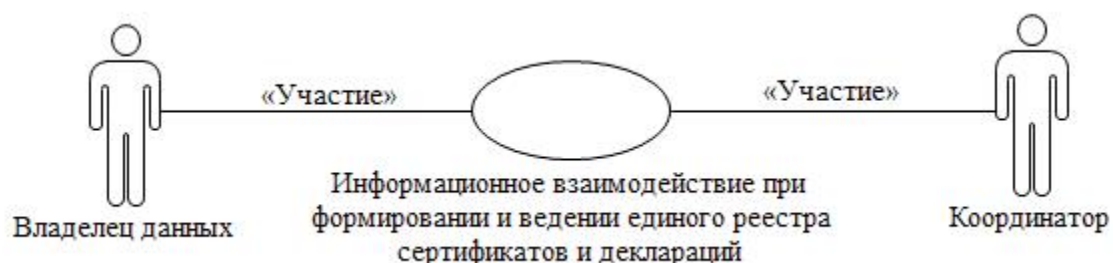 «Участие»
«Участие»
Информационное взаимодействие при
формировании и ведении единого реестра
сертификатов и деклараций
Владелец данных
Координатор